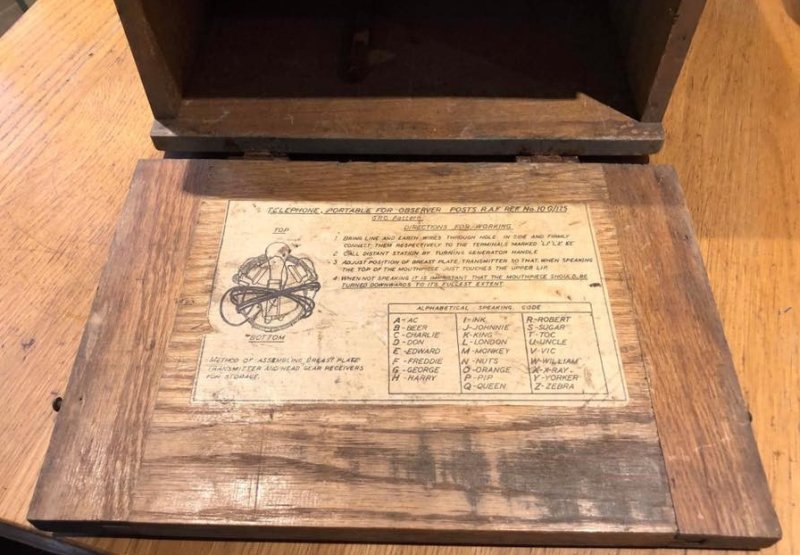 TELEPHONE, PORTABLE FOR OBSERVER POSTS R.A.F REF. No. 10 G/175
G.P.O. Pattern.
TOP
BOTTOM
METHOD OF ASSEMBLING BREAST PLATE
TRANSMITTER AND HEAD GEAR RECEIVERS
FOR STORAGE.
DIRECTIONS FOR WORKING
1 BRING LINE AND EARTH WIRES THROUGH HOLE IN SIDE AND FIRMLY
CONNECT THEM RESPECTIVELY TO THE TERMINALS MARKED
2 CALL DISTANT STATION BY TURNING GENERATOR HANDLE
3 ADJUST POSITION OF BREAST PLATE, TRANSMITTER SO THAT WHEN SPEAKING
THE TOP OF THE MOUTHPIECE JUST TOUCHES THE UPPER LIP.
4 WHEN NOT SPEAKING IT IS IMPORTANT THAT THE MOUTHPIECE SHOULD BE
TURNED DOWNWARDS TO ITS FULLEST EXTENT
ALPHABETICAL SPEAKING CODE
A - AC
B - BEER
C - CHARLIE
D - DON
E - EDWARD
F - FREDDIE
G - GEORGE
H - HARRY
I - INK
J - JOHNNIE
K - KING
L - LONDON
M - MONKEY
N - NUTS
O - ORANGE
P - PIP
Q - QUEEN
R - ROBERT
S - SUGAR
T - TOC
U - UNCLE
V - VIC
W - WILLIAM
X - X-RAY
Y - YORKER
Z - ZEBRA